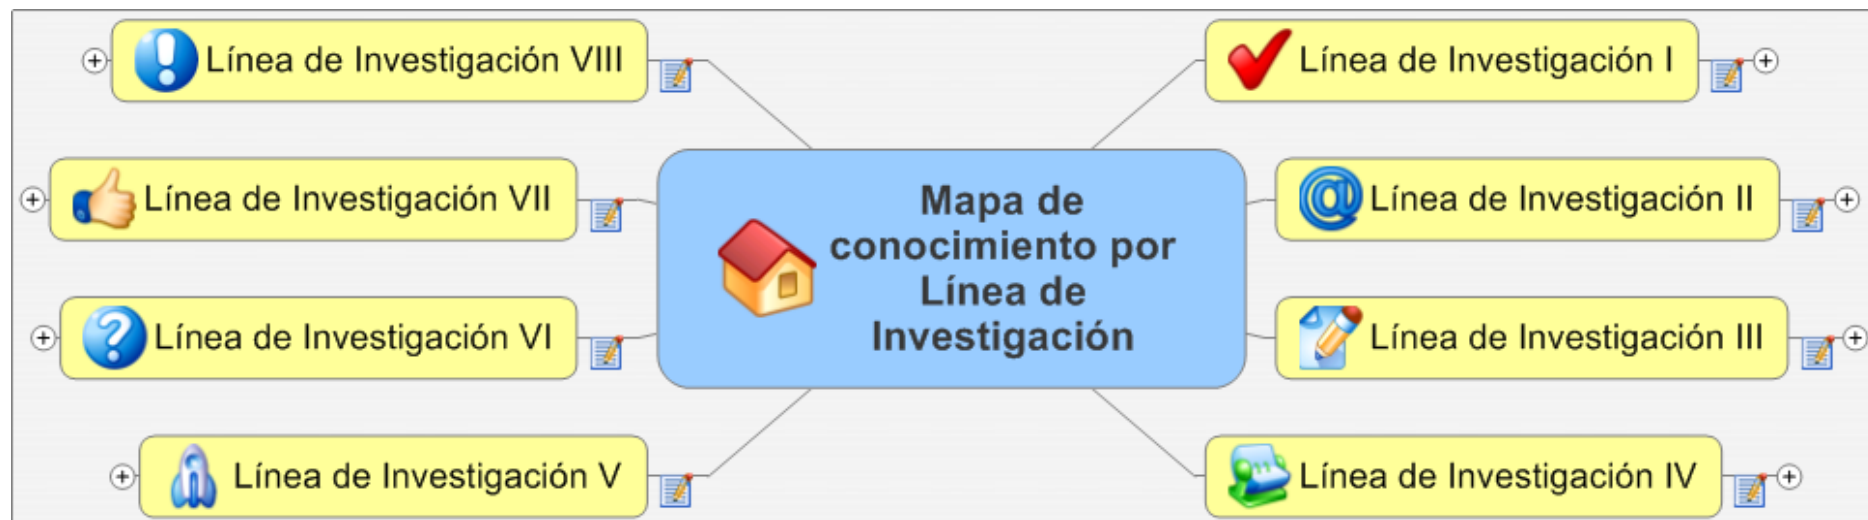 Línea de Investigación VIII
Línea de Investigación I
Línea de Investigación VII
Mapa de
conocimiento por
Línea de
Investigación
Línea de Investigación II
Línea de Investigación VI
Línea de Investigación III
Línea de Investigación V
Línea de Investigación IV